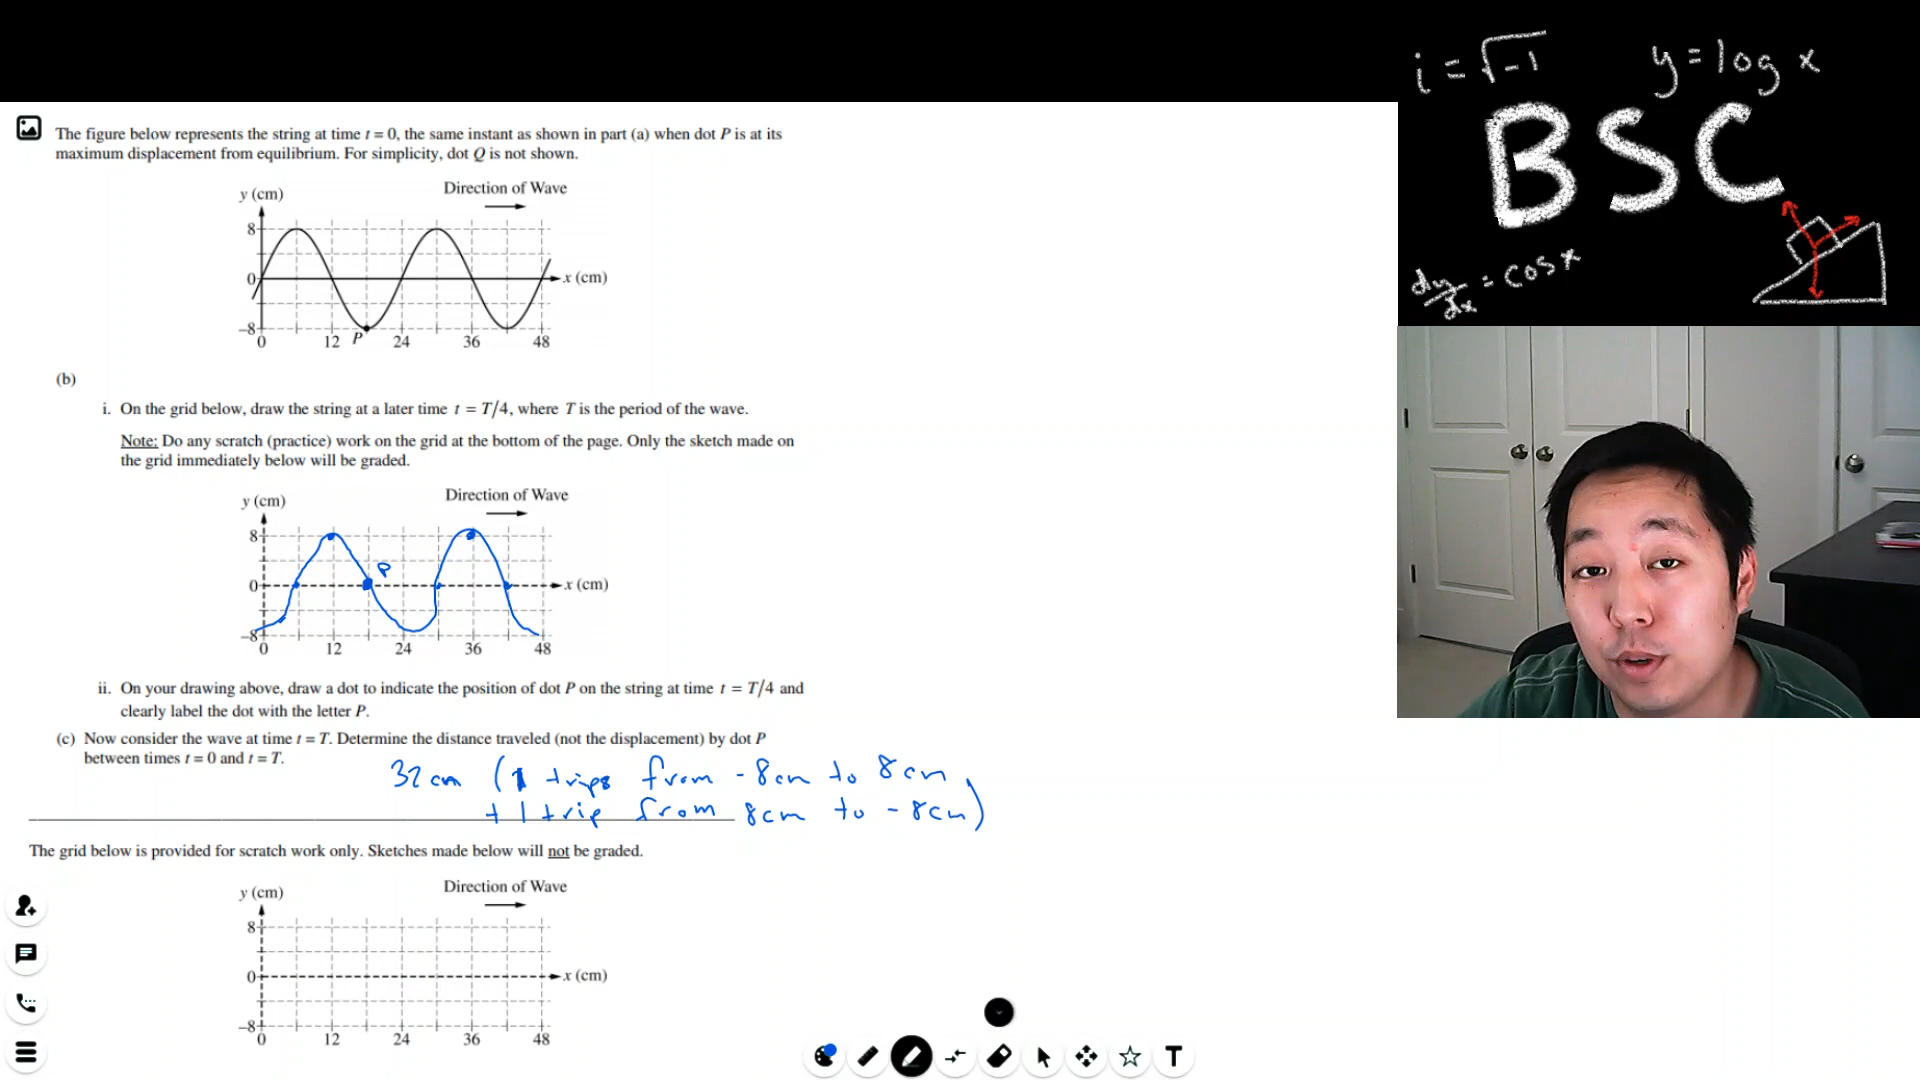 i = √-1 y = log x
BSC
dy/dx = cos x
The figure below represents the string at time t = 0, the same instant as shown in part (a) when dot P is at its
maximum displacement from equilibrium. For simplicity, dot Q is not shown.
y (cm)
Direction of Wave
8
0
x (cm)
-8
0 12 P 24 36 48
(b)
i. On the grid below, draw the string at a later time t = T/4, where T is the period of the wave.
Note: Do any scratch (practice) work on the grid at the bottom of the page. Only the sketch made on
the grid immediately below will be graded.
y (cm)
Direction of Wave
8
P
0
x (cm)
-8
0 12 24 36 48
ii. On your drawing above, draw a dot to indicate the position of dot P on the string at time t = T/4 and
clearly label the dot with the letter P.
(c) Now consider the wave at time t = T. Determine the distance traveled (not the displacement) by dot P
between times t = 0 and t = T.
32 cm (1 trips from -8cm to 8cm
+ 1 trip from 8cm to -8cm)
The grid below is provided for scratch work only. Sketches made below will not be graded.
y (cm)
Direction of Wave
8
0
x (cm)
-8
0 12 24 36 48
T